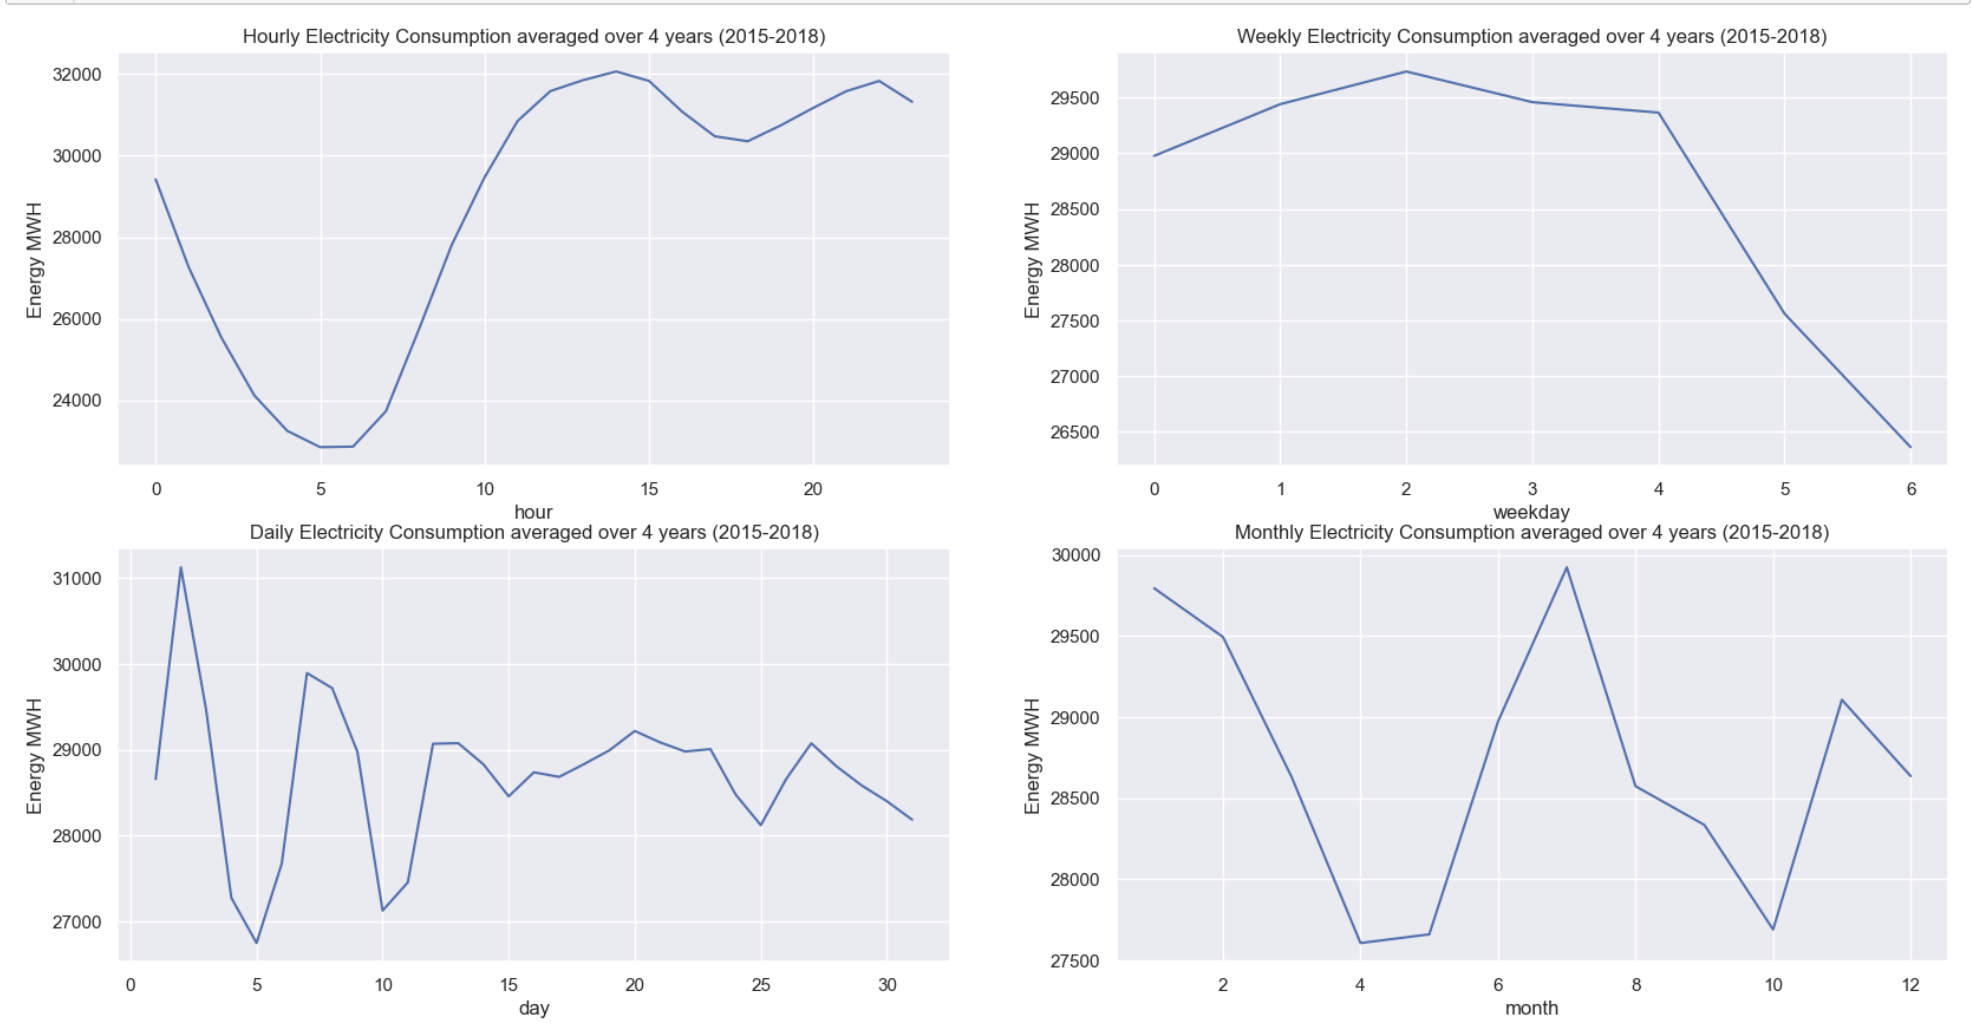 Hourly Electricity Consumption averaged over 4 years (2015-2018)
Energy MWH
32000
30000
28000
26000
24000
0 5 10 15 20
hour
Weekly Electricity Consumption averaged over 4 years (2015-2018)
Energy MWH
29500
29000
28500
28000
27500
27000
26500
0 1 2 3 4 5 6
weekday
Daily Electricity Consumption averaged over 4 years (2015-2018)
Energy MWH
31000
30000
29000
28000
27000
0 5 10 15 20 25 30
day
Monthly Electricity Consumption averaged over 4 years (2015-2018)
Energy MWH
30000
29500
29000
28500
28000
27500
2 4 6 8 10 12
month